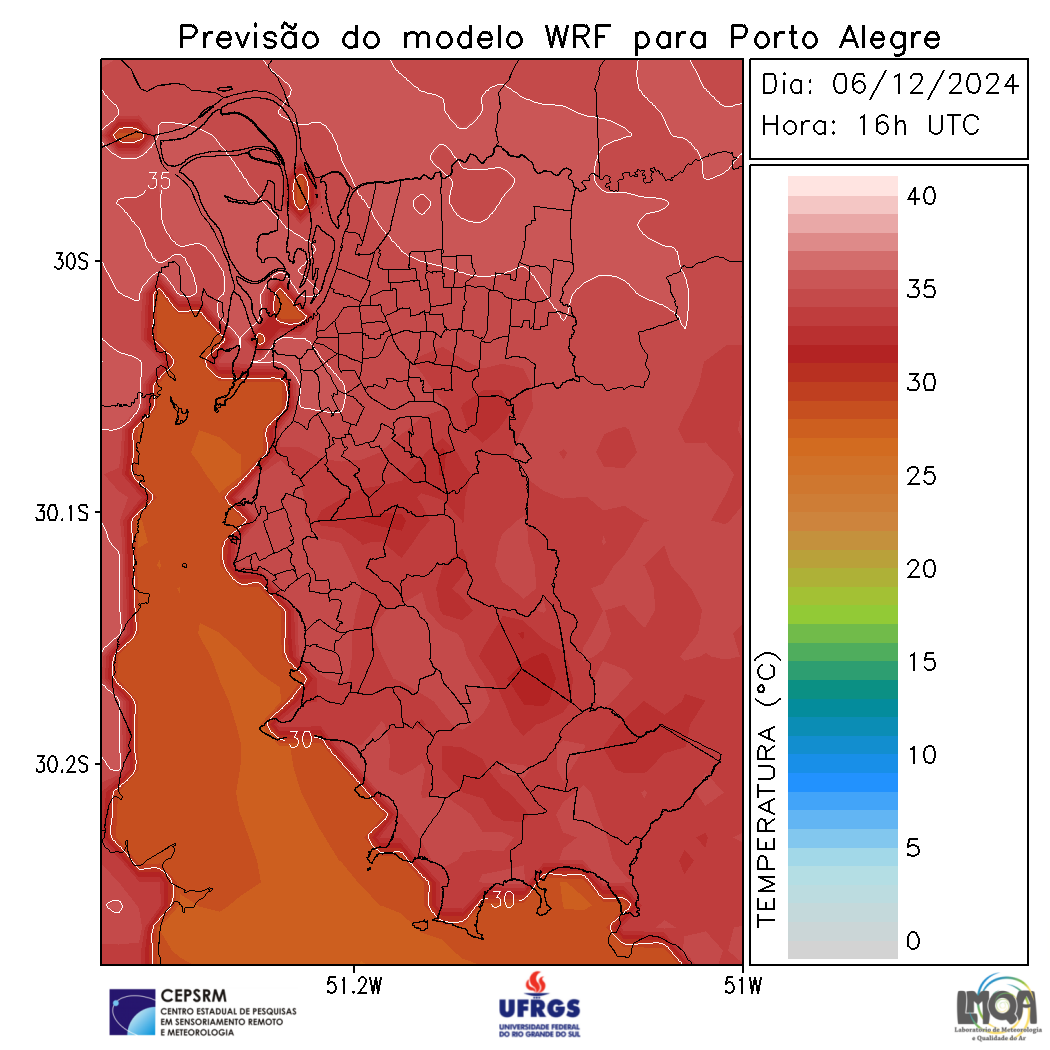 Previsão do modelo WRF para Porto Alegre
Dia: 06/12/2024
Hora: 16h UTC
35
30
30
30S
30.1S
30.2S
51.2W
51W
TEMPERATURA (°C)
40
35
30
25
20
15
10
5
0
CEPSRM
CENTRO ESTADUAL DE PESQUISAS
EM SENSORIAMENTO REMOTO
E METEOROLOGIA
UFRGS
UNIVERSIDADE FEDERAL
DO RIO GRANDE DO SUL
LMQA
Laboratório de Meteorologia
e Qualidade do Ar